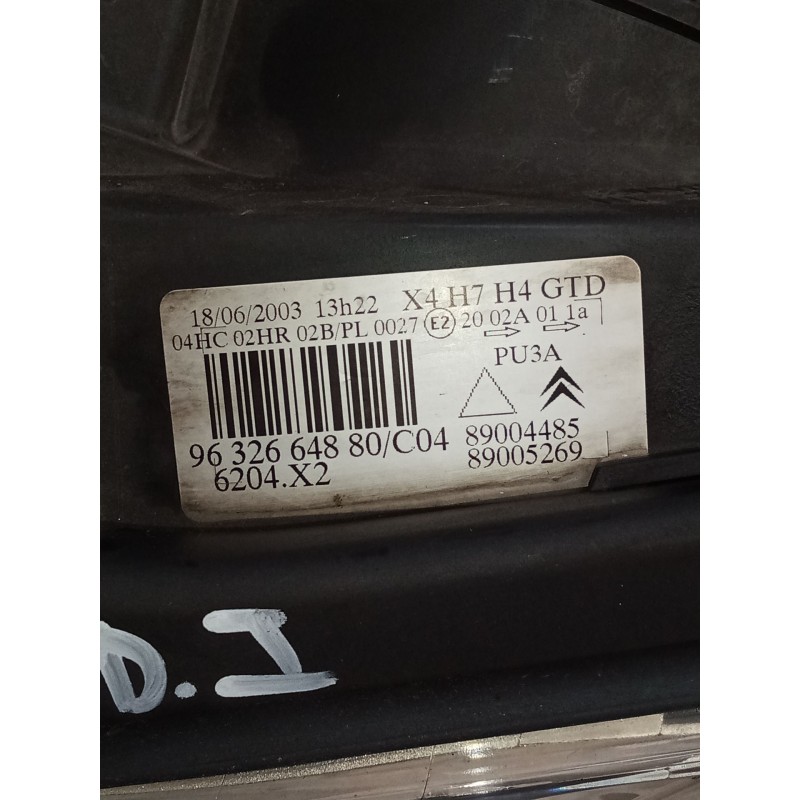 18/06/2003 13h22 X4 H7 H4 GTD
04HC 02HR 02B/PL 0027 E2 20 02A 01 1a
PU3A
96 326 648 80/C04 89004485
6204.X2 89005269
D.I